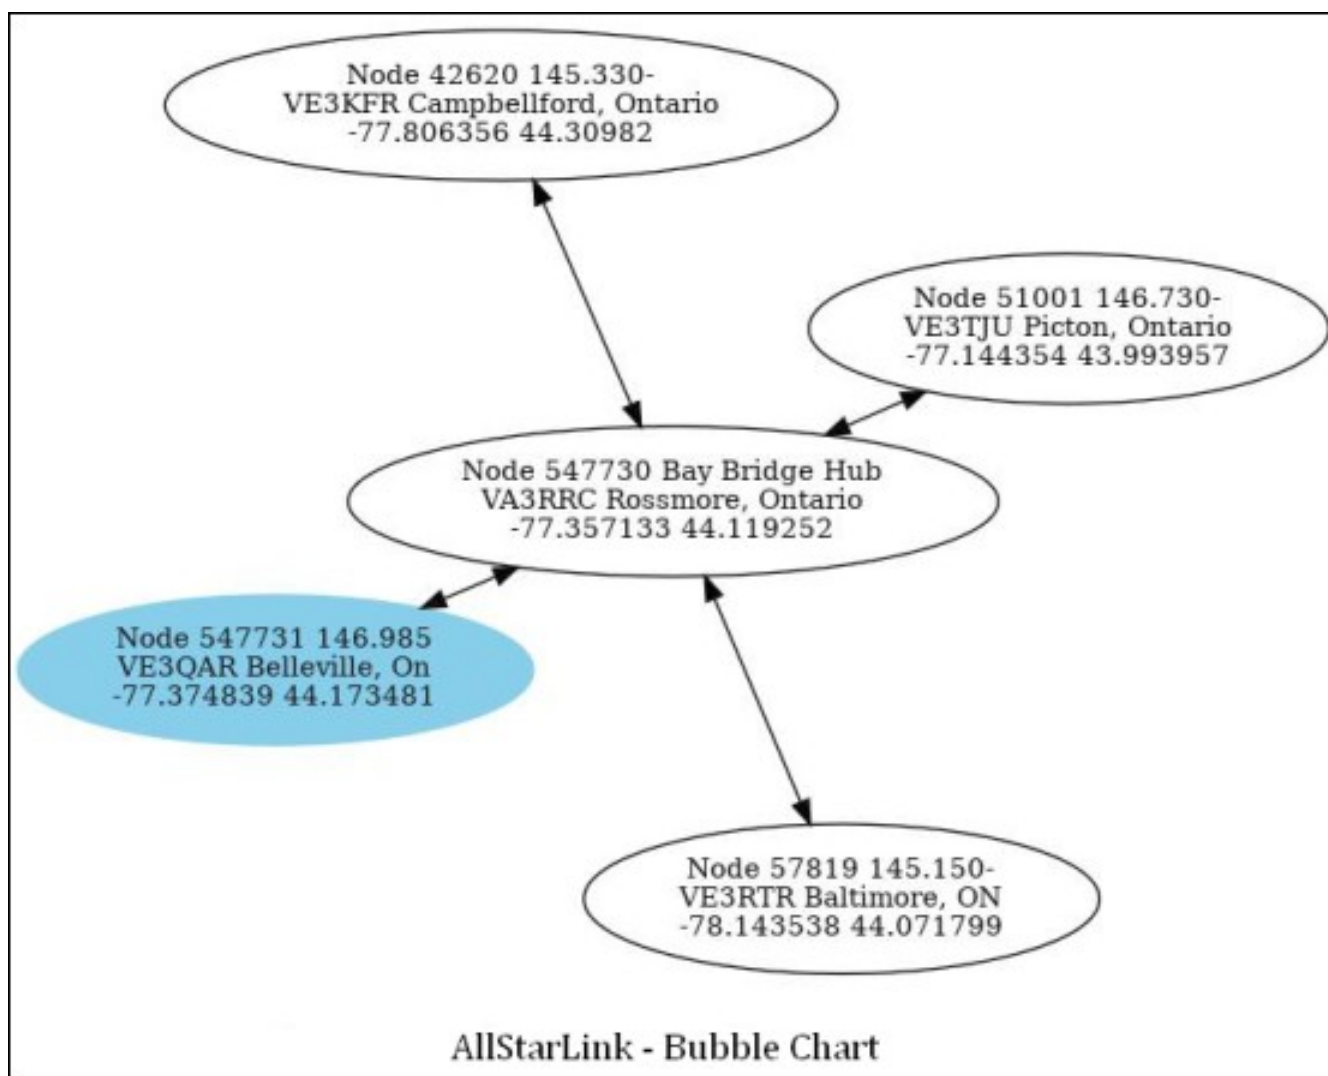 Node 42620 145.330-
VE3KFR Campbellford, Ontario
-77.806356 44.30982
Node 51001 146.730-
VE3TJU Picton, Ontario
-77.144354 43.993957
Node 547730 Bay Bridge Hub
VA3RRC Rossmore, Ontario
-77.357133 44.119252
Node 547731 146.985
VE3QAR Belleville, On
-77.374839 44.173481
Node 57819 145.150-
VE3RTR Baltimore, ON
-78.143538 44.071799
AllStarLink - Bubble Chart